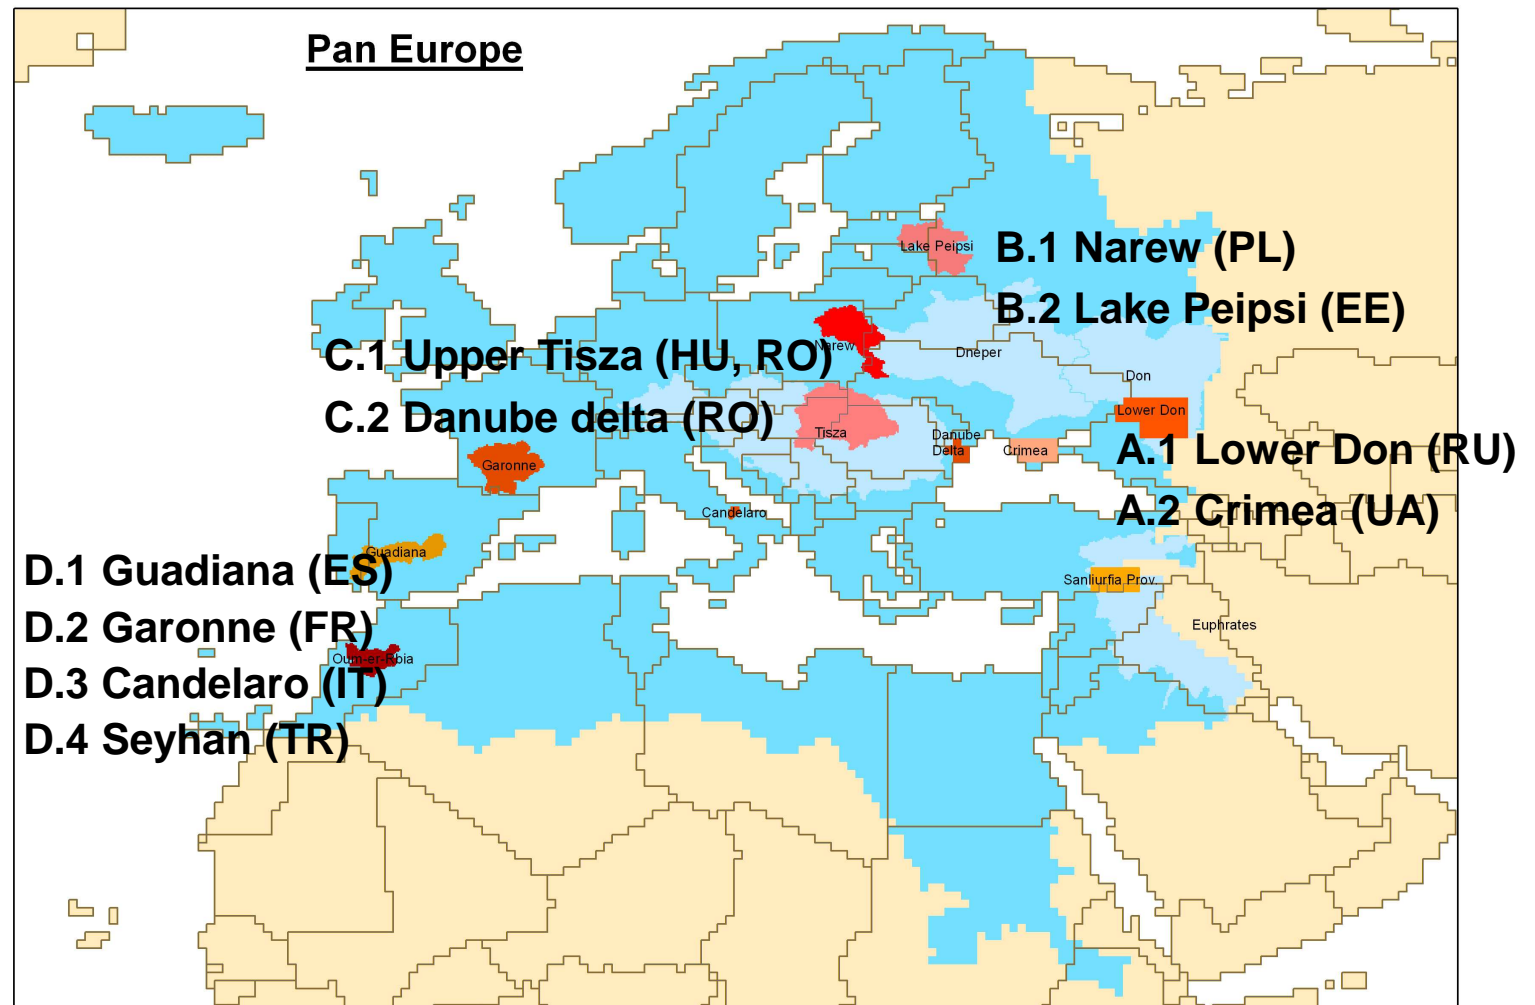 Pan Europe
Lake Peipsi
B.1 Narew (PL)
B.2 Lake Peipsi (EE)
Narew
Dneper
C.1 Upper Tisza (HU, RO)
C.2 Danube delta (RO)
Don
Lower Don
Tisza
Danube
Delta
Crimea
A.1 Lower Don (RU)
A.2 Crimea (UA)
Garonne
Candelaro
Guadiana
D.1 Guadiana (ES)
D.2 Garonne (FR)
D.3 Candelaro (IT)
D.4 Seyhan (TR)
Sanliurfia Prov.
Euphrates
Oum-er-Rbia